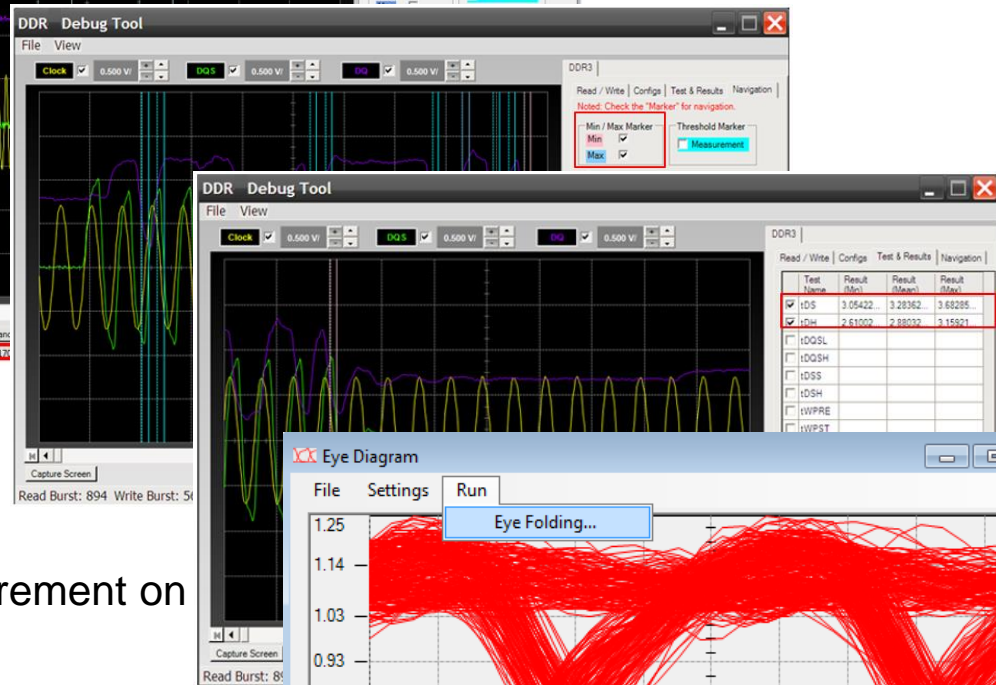 DDR Debug Tool
File View
Clock 0.500 V/ DQS 0.500 V/ DQ 0.500 V/
DDR3
Read / Write Configs Test & Results Navigation
Noted: Check the "Marker" for navigation.
Min / Max Marker Threshold Marker
Min
Measurement
Max
Capture Screen
Read Burst: 894 Write Burst:
DDR Debug Tool
File View
Clock 0.500 V/ DQS 0.500 V/ DQ 0.500 V/
DDR3
Read / Write Configs Test & Results Navigation
Test Name Result (Min) Result (Mean) Result (Max)
tDS 3.05422... 3.28362... 3.68285...
tDH 2.61002... 2.88032... 3.15921...
tDQSL
tDQSH
tDSS
tDSH
tWPRE
tWPST
Capture Screen
Read Burst:
Eye Diagram
File Settings Run
Eye Folding...
1.25
1.14
1.03
0.93
rement on